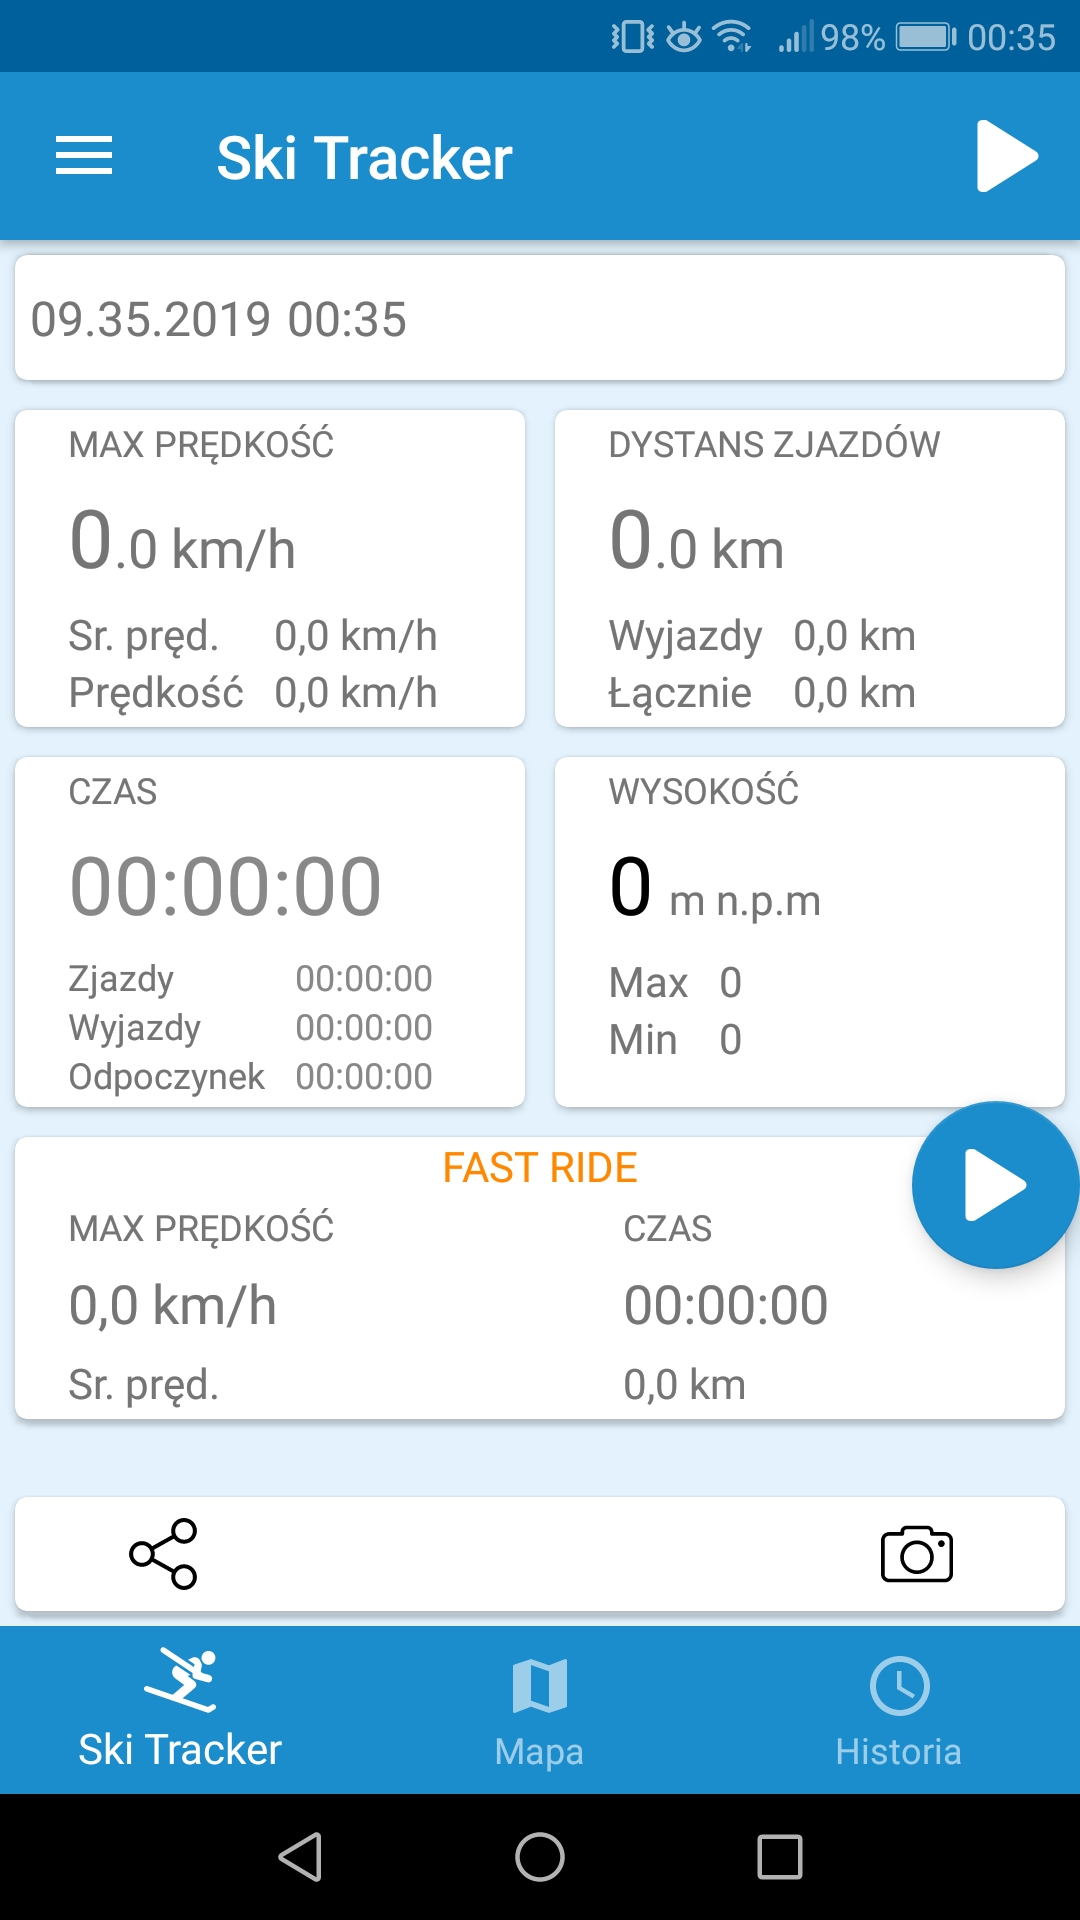 98% 00:35
Ski Tracker
09.35.2019 00:35
MAX PRĘDKOŚĆ
0.0 km/h
Sr. pręd. 0,0 km/h
Prędkość 0,0 km/h
DYSTANS ZJAZDÓW
0.0 km
Wyjazdy 0,0 km
Łącznie 0,0 km
CZAS
00:00:00
Zjazdy 00:00:00
Wyjazdy 00:00:00
Odpoczynek 00:00:00
WYSOKOŚĆ
0 m n.p.m
Max 0
Min 0
FAST RIDE
MAX PRĘDKOŚĆ CZAS
0,0 km/h 00:00:00
Sr. pręd. 0,0 km
Ski Tracker Mapa Historia